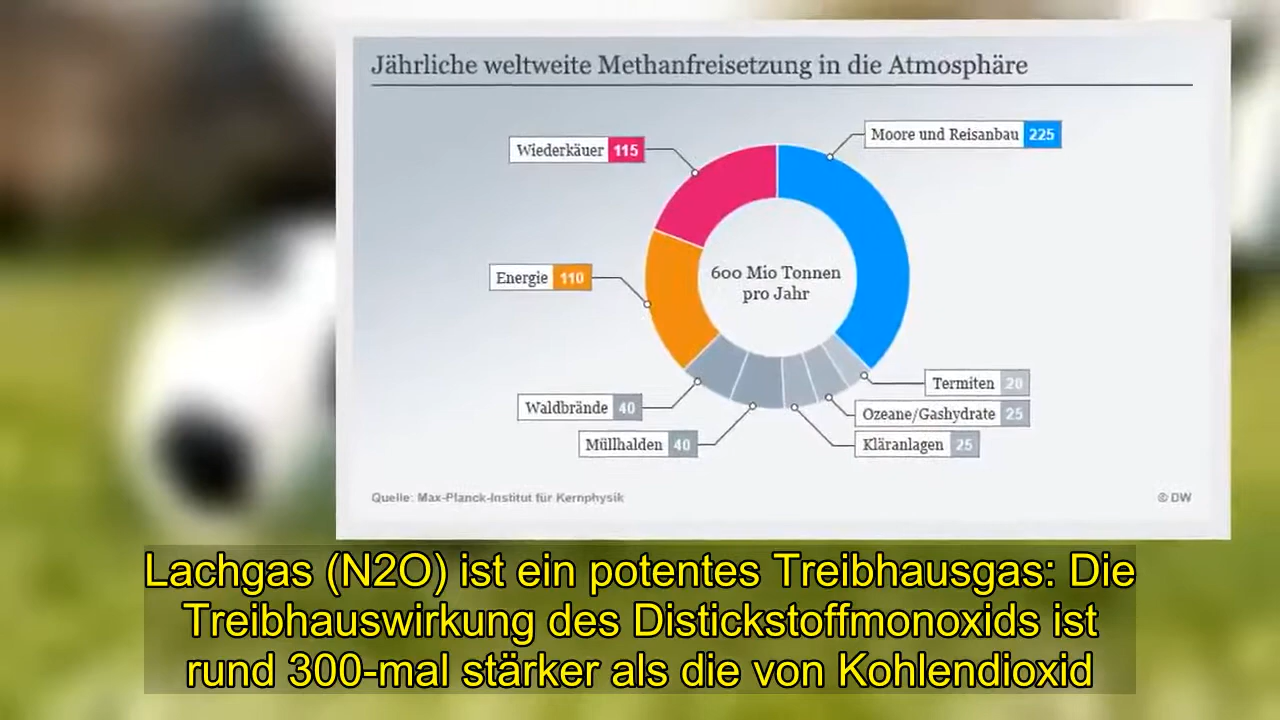 Jährliche weltweite Methanfreisetzung in die Atmosphäre
Wiederkäuer 115
Moore und Reisanbau 225
Energie 110
600 Mio Tonnen
pro Jahr
Waldbrände 40
Müllhalden 40
Termiten 20
Ozeane/Gashydrate 25
Kläranlagen 25
Quelle: Max-Planck-Institut für Kernphysik
© DW
Lachgas (N2O) ist ein potentes Treibhausgas: Die
Treibhauswirkung des Distickstoffmonoxids ist
rund 300-mal stärker als die von Kohlendioxid